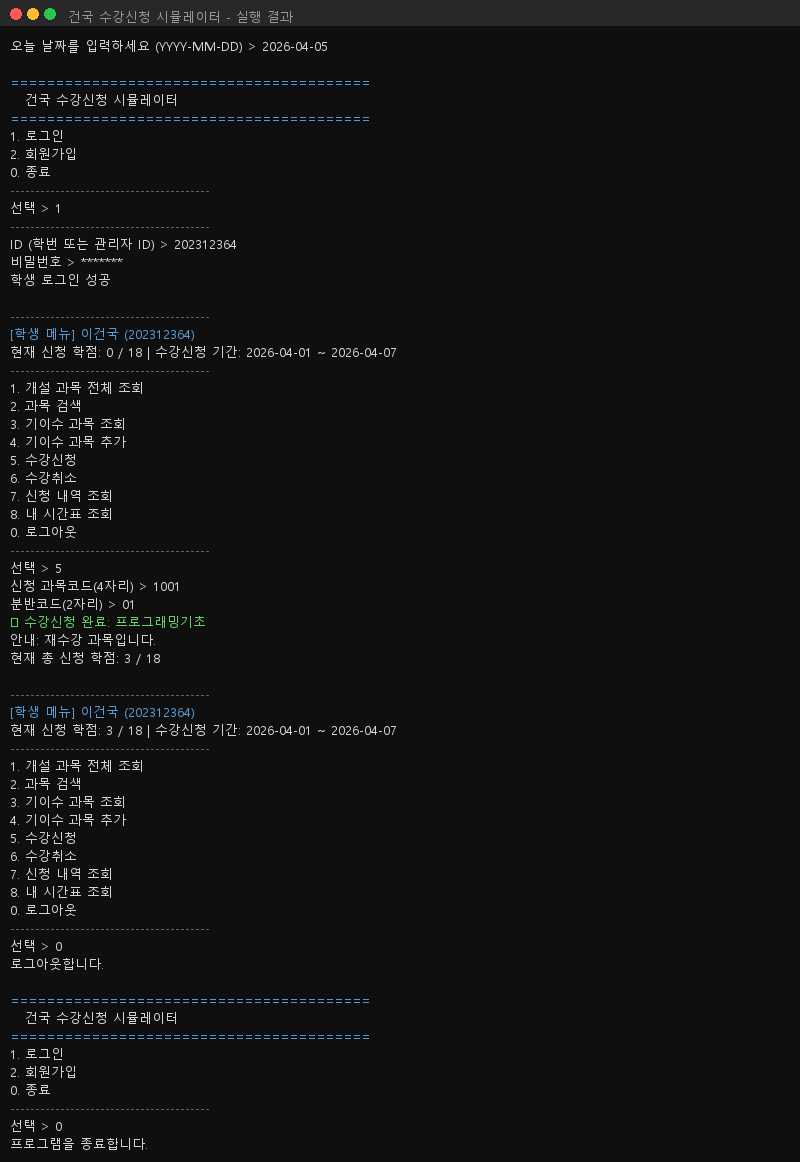 건국 수강신청 시뮬레이터 - 실행 결과
오늘 날짜를 입력하세요 (YYYY-MM-DD) > 2026-04-05
========================================
건국 수강신청 시뮬레이터
========================================
1. 로그인
2. 회원가입
0. 종료
----------------------------------------
선택 > 1
----------------------------------------
ID (학번 또는 관리자 ID) > 202312364
비밀번호 > *******
학생 로그인 성공
----------------------------------------
[학생 메뉴] 이건국 (202312364)
현재 신청 학점: 0 / 18 | 수강신청 기간: 2026-04-01 ~ 2026-04-07
----------------------------------------
1. 개설 과목 전체 조회
2. 과목 검색
3. 기이수 과목 조회
4. 기이수 과목 추가
5. 수강신청
6. 수강취소
7. 신청 내역 조회
8. 내 시간표 조회
0. 로그아웃
----------------------------------------
선택 > 5
신청 과목코드(4자리) > 1001
분반코드(2자리) > 01
수강신청 완료: 프로그래밍기초
안내: 재수강 과목입니다.
현재 총 신청 학점: 3 / 18
----------------------------------------
[학생 메뉴] 이건국 (202312364)
현재 신청 학점: 3 / 18 | 수강신청 기간: 2026-04-01 ~ 2026-04-07
----------------------------------------
1. 개설 과목 전체 조회
2. 과목 검색
3. 기이수 과목 조회
4. 기이수 과목 추가
5. 수강신청
6. 수강취소
7. 신청 내역 조회
8. 내 시간표 조회
0. 로그아웃
----------------------------------------
선택 > 0
로그아웃합니다.
========================================
건국 수강신청 시뮬레이터
========================================
1. 로그인
2. 회원가입
0. 종료
----------------------------------------
선택 > 0
프로그램을 종료합니다.